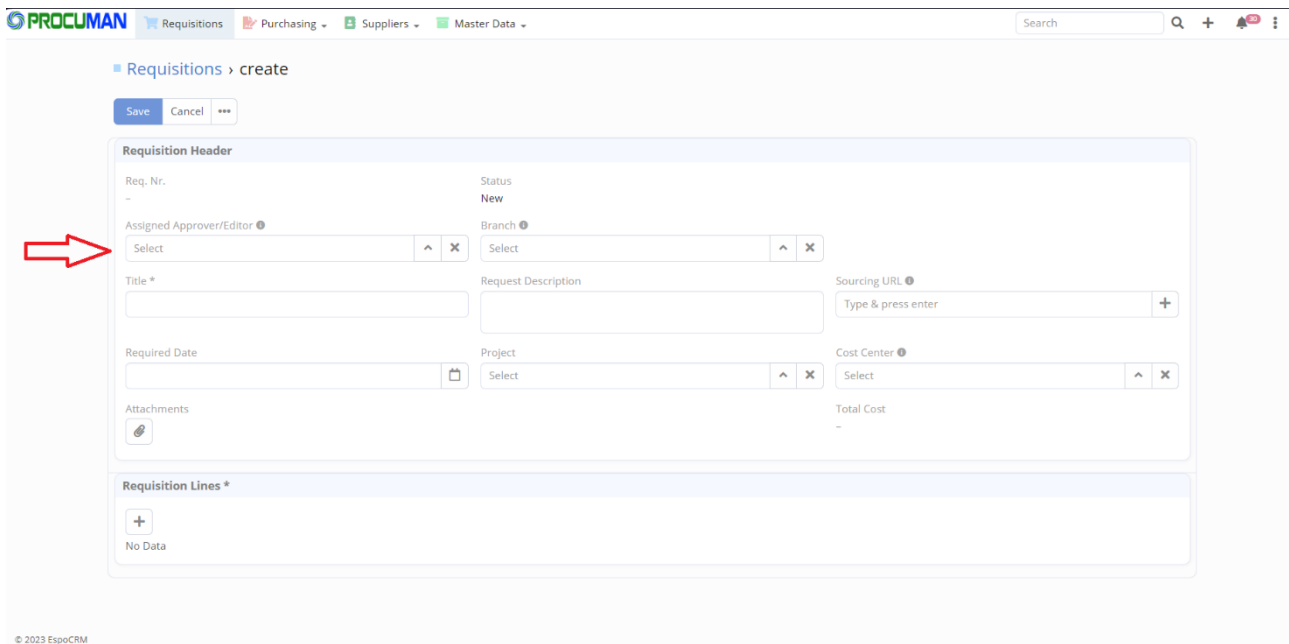 PROCUMAN Requisitions Purchasing Suppliers Master Data Search 20
Requisitions › create
Save Cancel •••
Requisition Header
Req. Nr. Status
– New
Assigned Approver/Editor Branch
Select Select
Title * Request Description Sourcing URL
Type & press enter
Required Date Project Cost Center
Select Select
Attachments Total Cost
–
Requisition Lines *
+
No Data
© 2023 EspoCRM